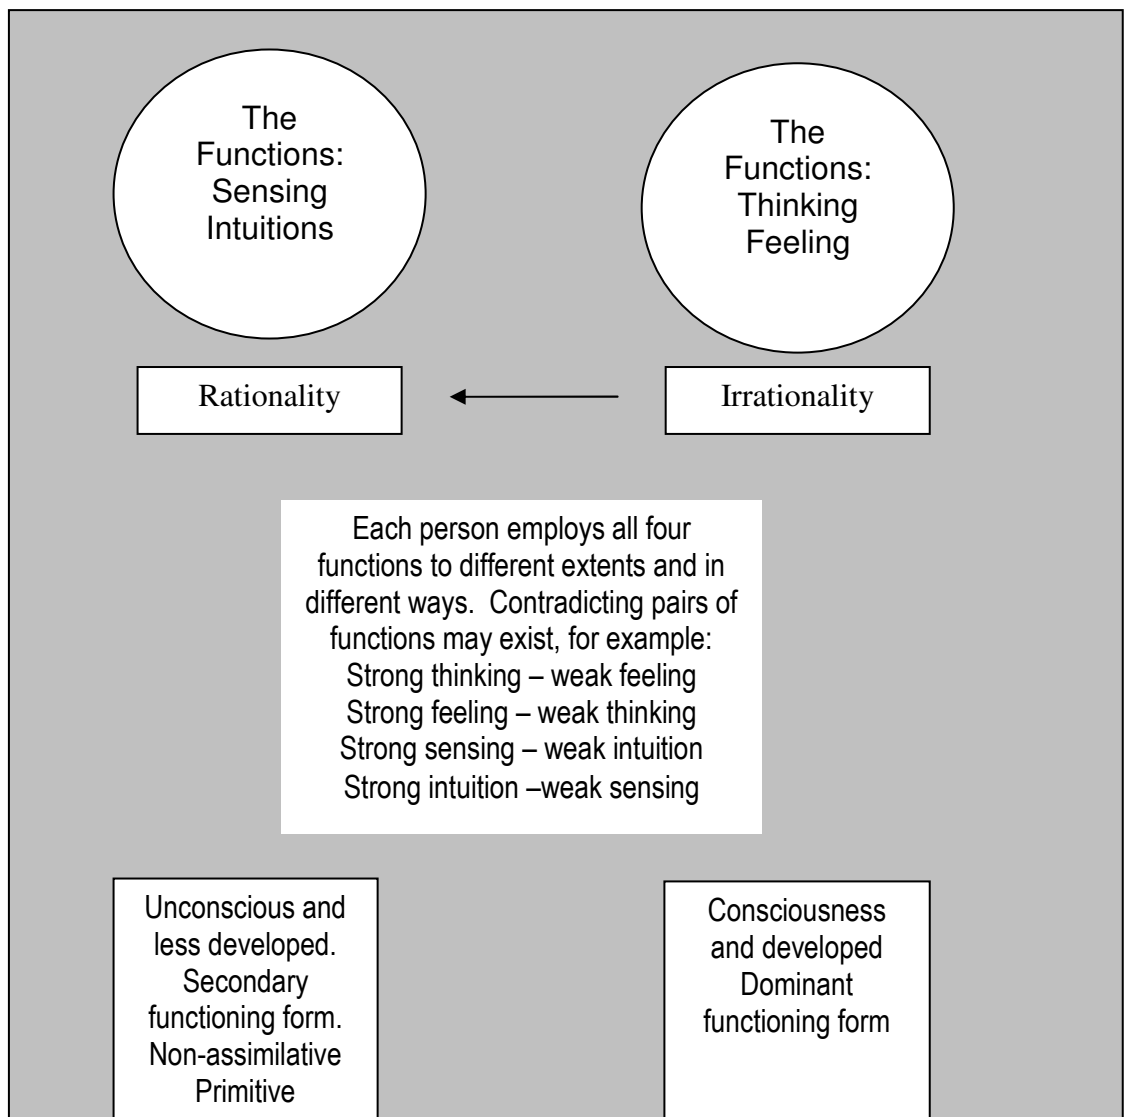 The
Functions:
Sensing
Intuitions
The
Functions:
Thinking
Feeling
Rationality
Irrationality
Each person employs all four
functions to different extents and in
different ways.  Contradicting pairs of
functions may exist, for example:
Strong thinking – weak feeling
Strong feeling – weak thinking
Strong sensing – weak intuition
Strong intuition –weak sensing
Unconscious and
less developed.
Secondary
functioning form.
Non-assimilative
Primitive
Consciousness
and developed
Dominant
functioning form